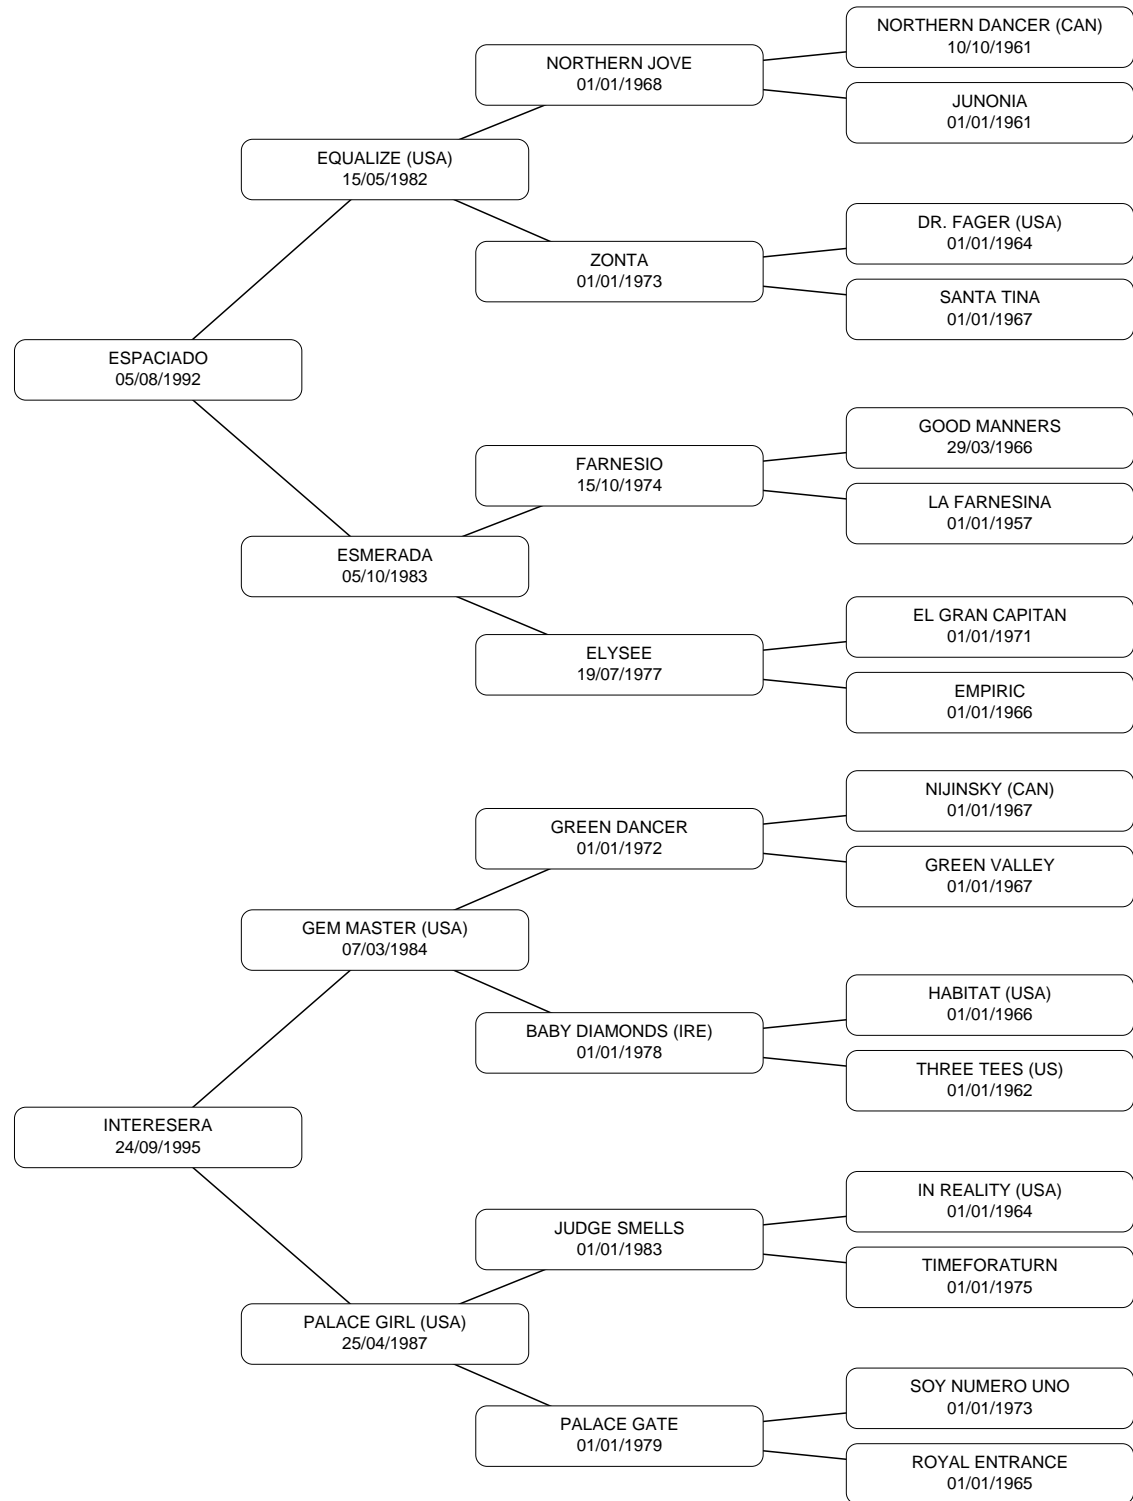 NORTHERN DANCER (CAN)
10/10/1961
NORTHERN JOVE
01/01/1968
JUNONIA
01/01/1961
EQUALIZE (USA)
15/05/1982
DR. FAGER (USA)
01/01/1964
ZONTA
01/01/1973
SANTA TINA
01/01/1967
ESPACIADO
05/08/1992
GOOD MANNERS
29/03/1966
FARNESIO
15/10/1974
LA FARNESINA
01/01/1957
ESMERADA
05/10/1983
EL GRAN CAPITAN
01/01/1971
ELYSEE
19/07/1977
EMPIRIC
01/01/1966
NIJINSKY (CAN)
01/01/1967
GREEN DANCER
01/01/1972
GREEN VALLEY
01/01/1967
GEM MASTER (USA)
07/03/1984
HABITAT (USA)
01/01/1966
BABY DIAMONDS (IRE)
01/01/1978
THREE TEES (US)
01/01/1962
INTERESERA
24/09/1995
IN REALITY (USA)
01/01/1964
JUDGE SMELLS
01/01/1983
TIMEFORATURN
01/01/1975
PALACE GIRL (USA)
25/04/1987
SOY NUMERO UNO
01/01/1973
PALACE GATE
01/01/1979
ROYAL ENTRANCE
01/01/1965